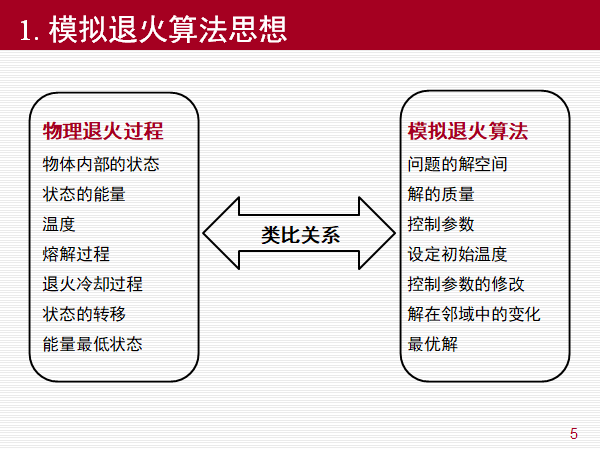 1. 模拟退火算法思想
物理退火过程
物体内部的状态
状态的能量
温度
熔解过程
退火冷却过程
状态的转移
能量最低状态
类比关系
模拟退火算法
问题的解空间
解的质量
控制参数
设定初始温度
控制参数的修改
解在邻域中的变化
最优解
5